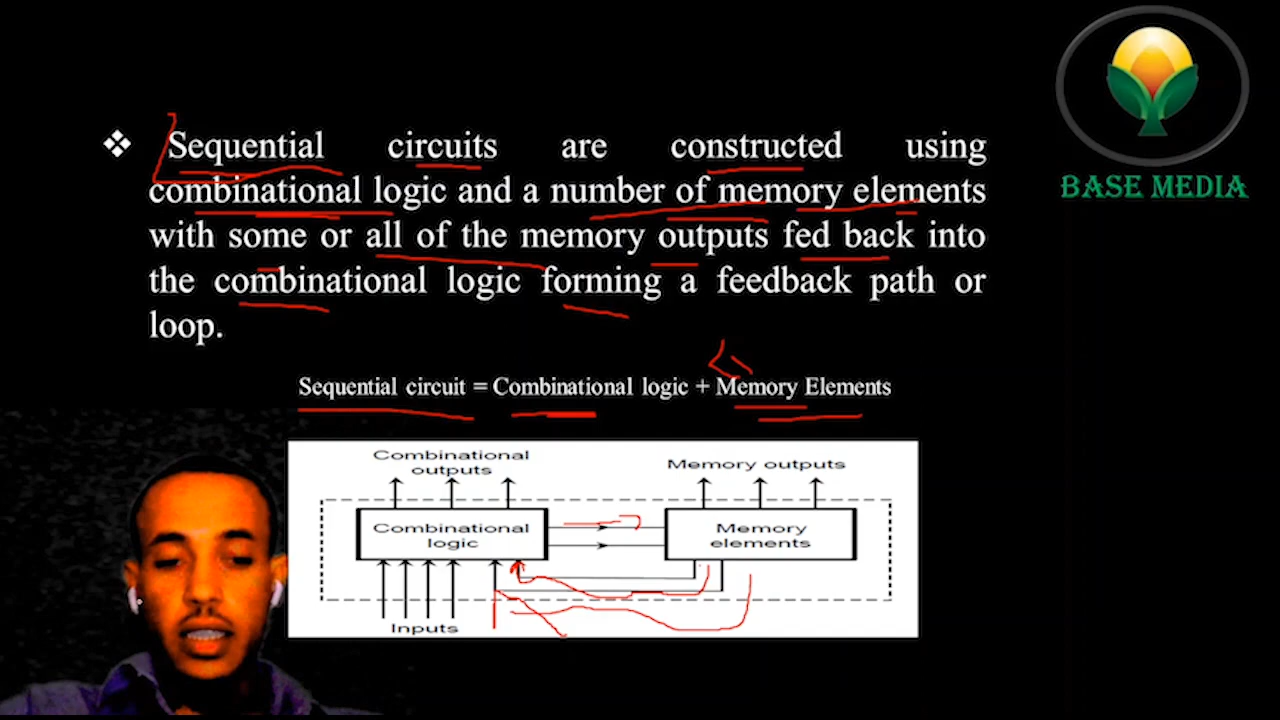 Sequential circuits are constructed using
combinational logic and a number of memory elements
with some or all of the memory outputs fed back into
the combinational logic forming a feedback path or
loop.
Sequential circuit = Combinational logic + Memory Elements
Combinational
outputs
Memory outputs
Combinational
logic
Memory
elements
Inputs
BASE MEDIA